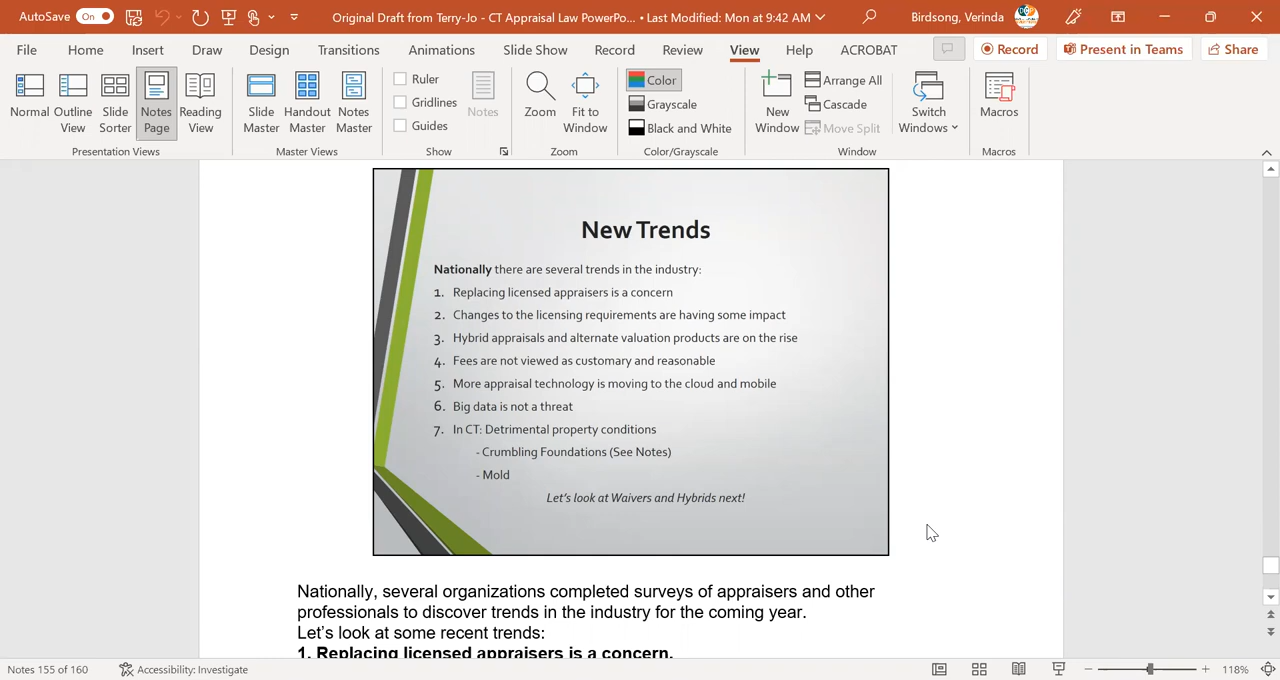 AutoSave On Original Draft from Terry-Jo - CT Appraisal Law PowerPo... • Last Modified: Mon at 9:42 AM Birdsong, Verinda
File Home Insert Draw Design Transitions Animations Slide Show Record Review View Help ACROBAT Record Present in Teams Share
Normal Outline View Slide Sorter Notes Page Reading View
Presentation Views
Slide Master Handout Master Notes Master
Master Views
Ruler
Gridlines
Guides
Notes
Show
Zoom Fit to Window
Zoom
Color
Grayscale
Black and White
Color/Grayscale
New Window
Arrange All
Cascade
Move Split
Switch Windows
Window
Macros
Macros
New Trends
Nationally there are several trends in the industry:
1. Replacing licensed appraisers is a concern
2. Changes to the licensing requirements are having some impact
3. Hybrid appraisals and alternate valuation products are on the rise
4. Fees are not viewed as customary and reasonable
5. More appraisal technology is moving to the cloud and mobile
6. Big data is not a threat
7. In CT: Detrimental property conditions
- Crumbling Foundations (See Notes)
- Mold
Let's look at Waivers and Hybrids next!
Nationally, several organizations completed surveys of appraisers and other
professionals to discover trends in the industry for the coming year.
Let's look at some recent trends:
1. Replacing licensed appraisers is a concern.
Notes 155 of 160 Accessibility: Investigate 118%